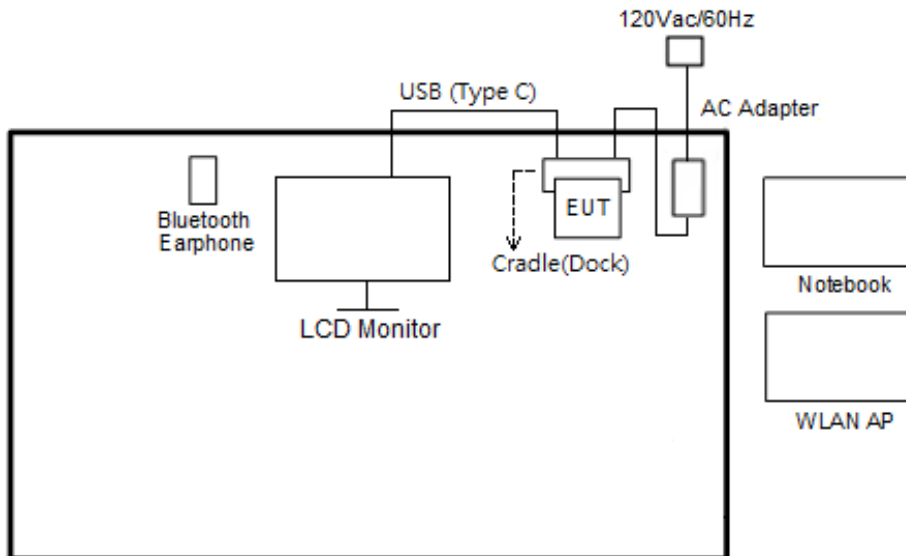 120Vac/60Hz
USB (Type C)
AC Adapter
Bluetooth
Earphone
EUT
Cradle(Dock)
LCD Monitor
Notebook
WLAN AP